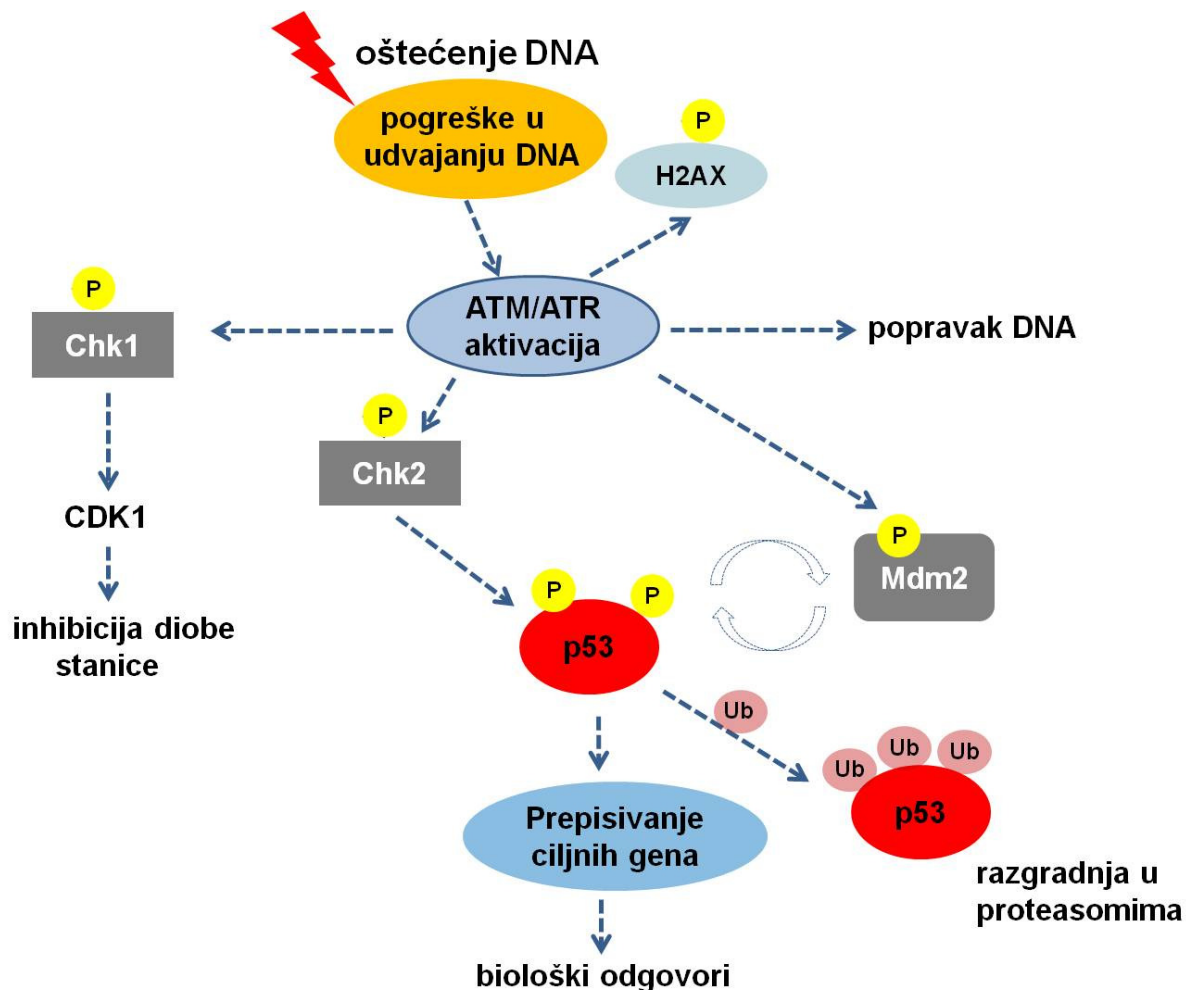 oštećenje DNA
pogreške u
udvajanju DNA
P
H2AX
P
Chk1
ATM/ATR
aktivacija
popravak DNA
P
Chk2
CDK1
P
Mdm2
inhibicija diobe
stanice
P
P
p53
Ub
Ub
Ub
Ub
p53
Prepisivanje
ciljnih gena
razgradnja u
proteasomima
biološki odgovori